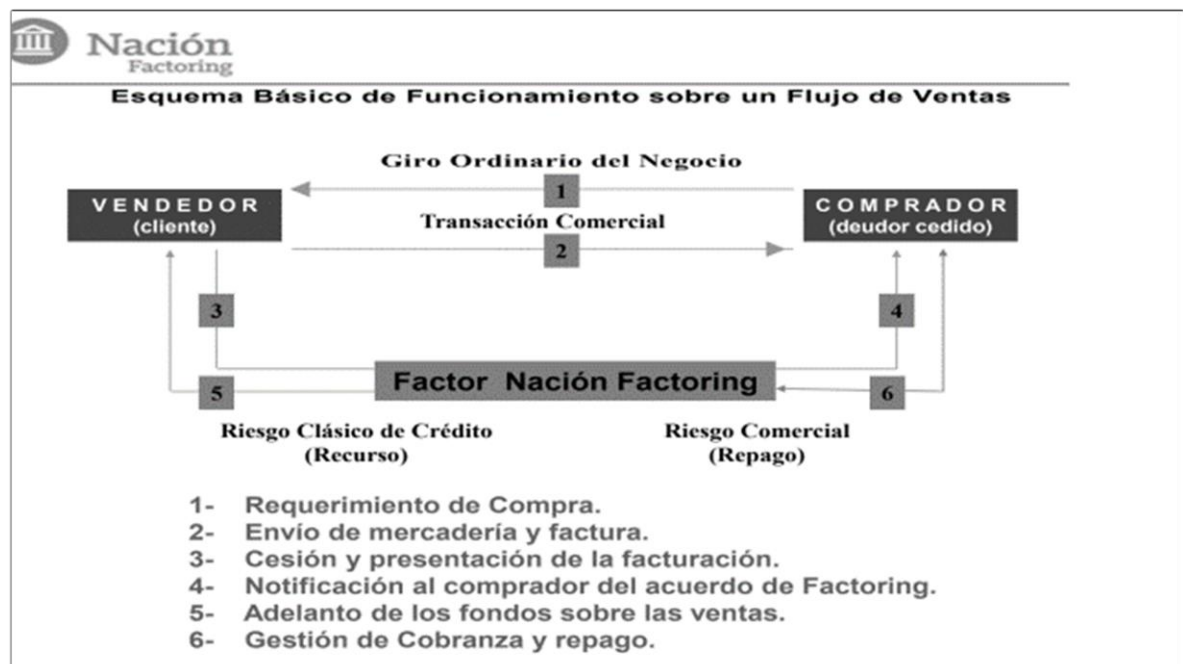 Nación
Factoring
Esquema Básico de Funcionamiento sobre un Flujo de Ventas
Giro Ordinario del Negocio
1
VENDEDOR
(cliente)
COMPRADOR
(deudor cedido)
Transacción Comercial
2
3
4
Factor Nación Factoring
5
6
Riesgo Clásico de Crédito
(Recurso)
Riesgo Comercial
(Repago)
1- Requerimiento de Compra.
2- Envío de mercadería y factura.
3- Cesión y presentación de la facturación.
4- Notificación al comprador del acuerdo de Factoring.
5- Adelanto de los fondos sobre las ventas.
6- Gestión de Cobranza y repago.